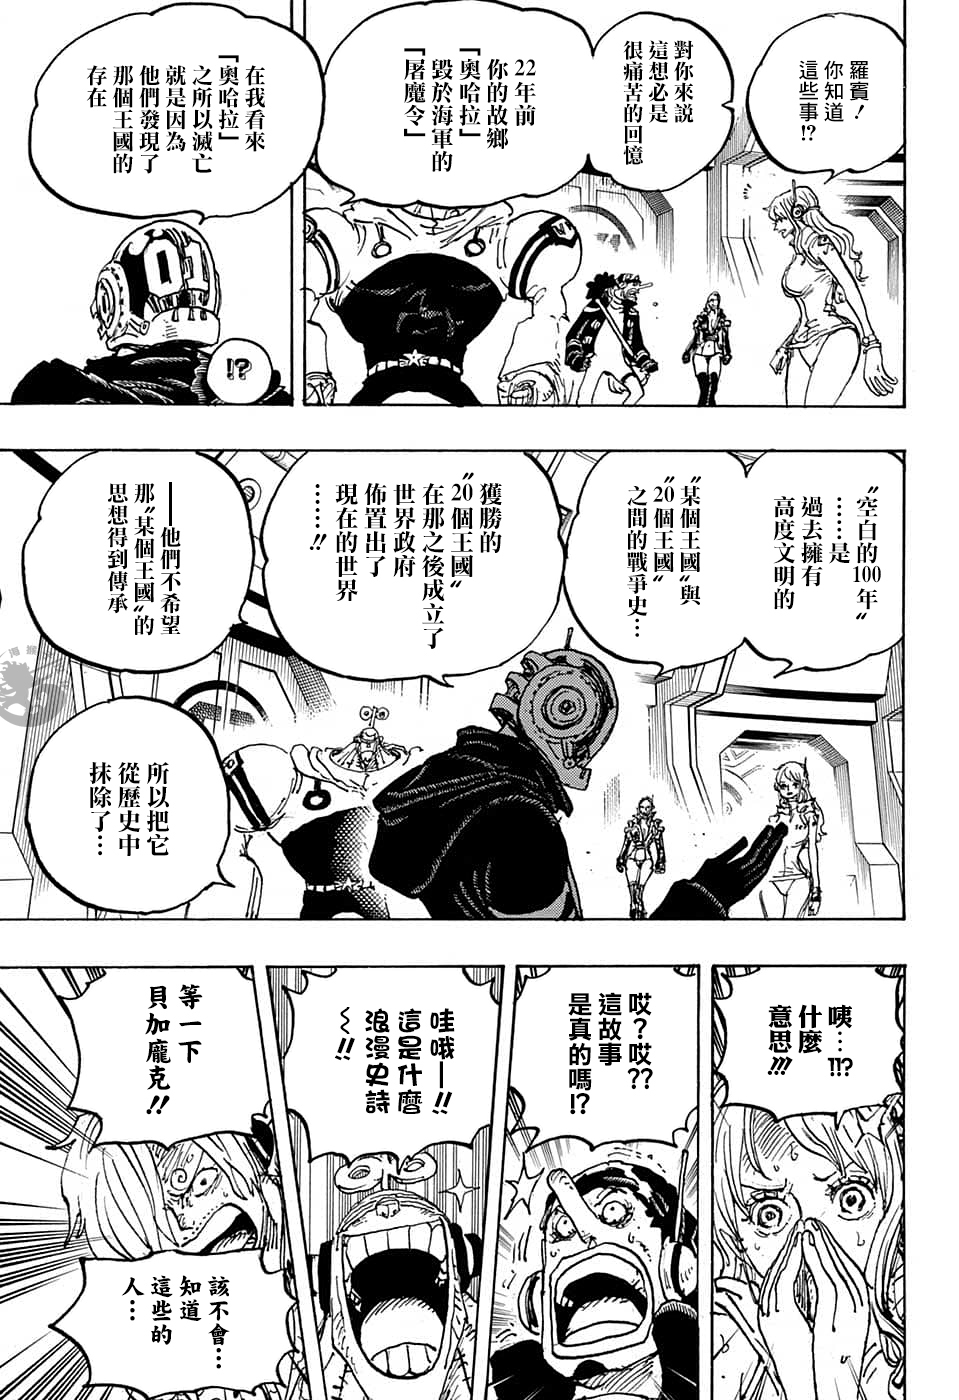 羅賓！
你知道
這些事!?
對你來說
這想必是
很痛苦的回憶
22年前
你的故鄉
「奧哈拉」
毀於海軍的
「屠魔令」
在我看來
「奧哈拉」
之所以滅亡
就是因為
他們發現了
那個王國的
存在
!?
〝空白的100年〞
……是
過去擁有
高度文明的
〝某個王國〞與
〝20個王國〞
之間的戰爭史…
獲勝的
〝20個王國〞
在那之後成立了
世界政府
佈置出了
現在的世界
……!!
——他們不希望
那〝某個王國〞的
思想得到傳承
所以把它
從歷史中
抹除了…
咦…!!?
什麼
意思!!!
哎？哎??
這故事
是真的嗎!?
哇哦—!!
這是什麼
浪漫史詩
～!!
等一下
貝加龐克!!
該不會…
知道
這些的
人…